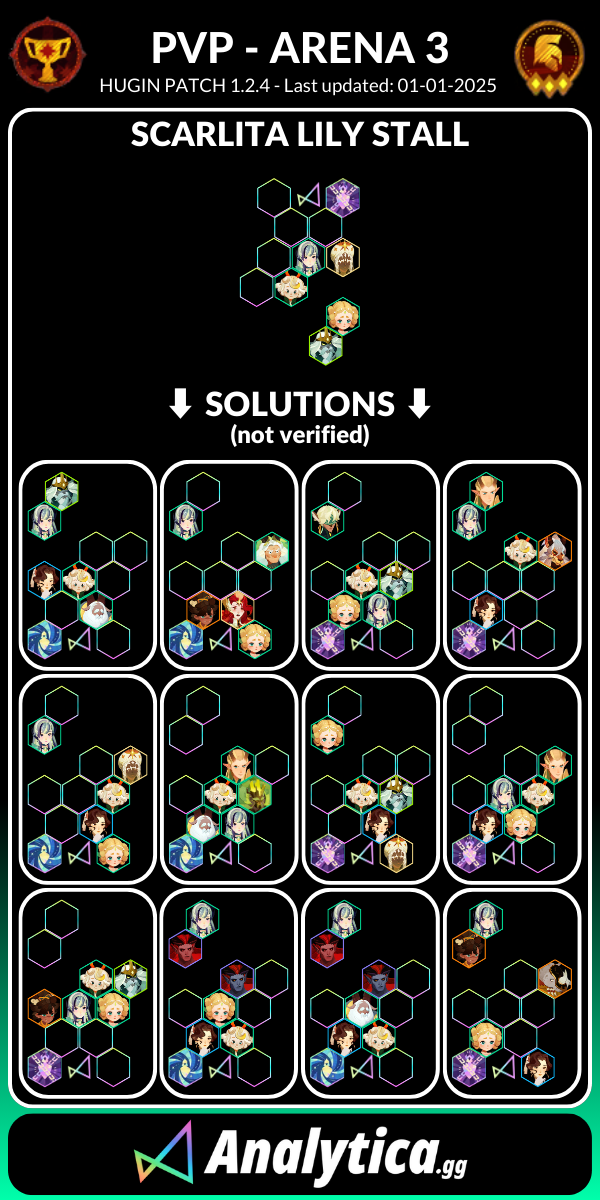 PVP - ARENA 3
HUGIN PATCH 1.2.4 - Last updated: 01-01-2025
SCARLITA LILY STALL
SOLUTIONS
(not verified)
Analytica.gg